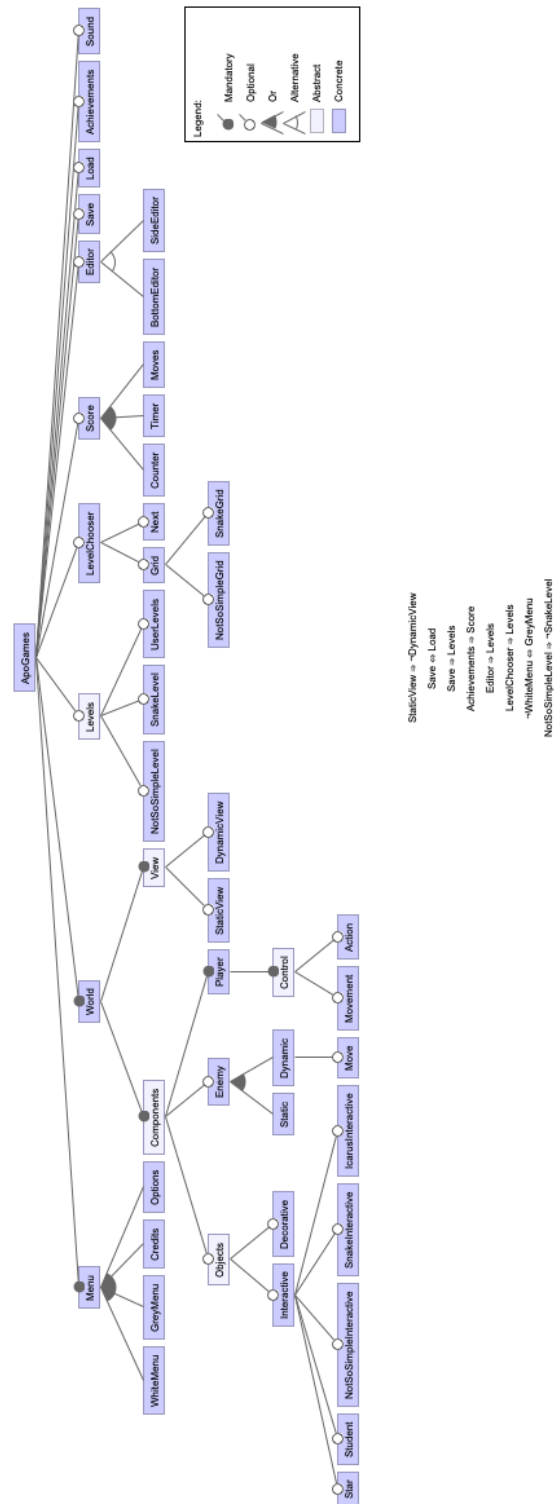 ApoGames
Menu
World
Levels
LevelChooser
Score
Editor
Save
Load
Achievements
Sound
WhiteMenu
GreyMenu
Credits
Options
Components
View
NotSoSimpleLevel
SnakeLevel
UserLevels
Grid
Next
Counter
Timer
Moves
BottomEditor
SideEditor
Objects
Enemy
Player
StaticView
DynamicView
NotSoSimpleGrid
SnakeGrid
Interactive
Decorative
Static
Dynamic
Control
Star
Student
NotSoSimpleInteractive
SnakeInteractive
IcarusInteractive
Move
Movement
Action
Legend:
Mandatory
Optional
Or
Alternative
Abstract
Concrete
StaticView ⇒ ¬DynamicView
Save ⇔ Load
Save ⇒ Levels
Achievements ⇒ Score
Editor ⇒ Levels
LevelChooser ⇒ Levels
¬WhiteMenu ⇔ GreyMenu
NotSoSimpleLevel ⇒ ¬SnakeLevel